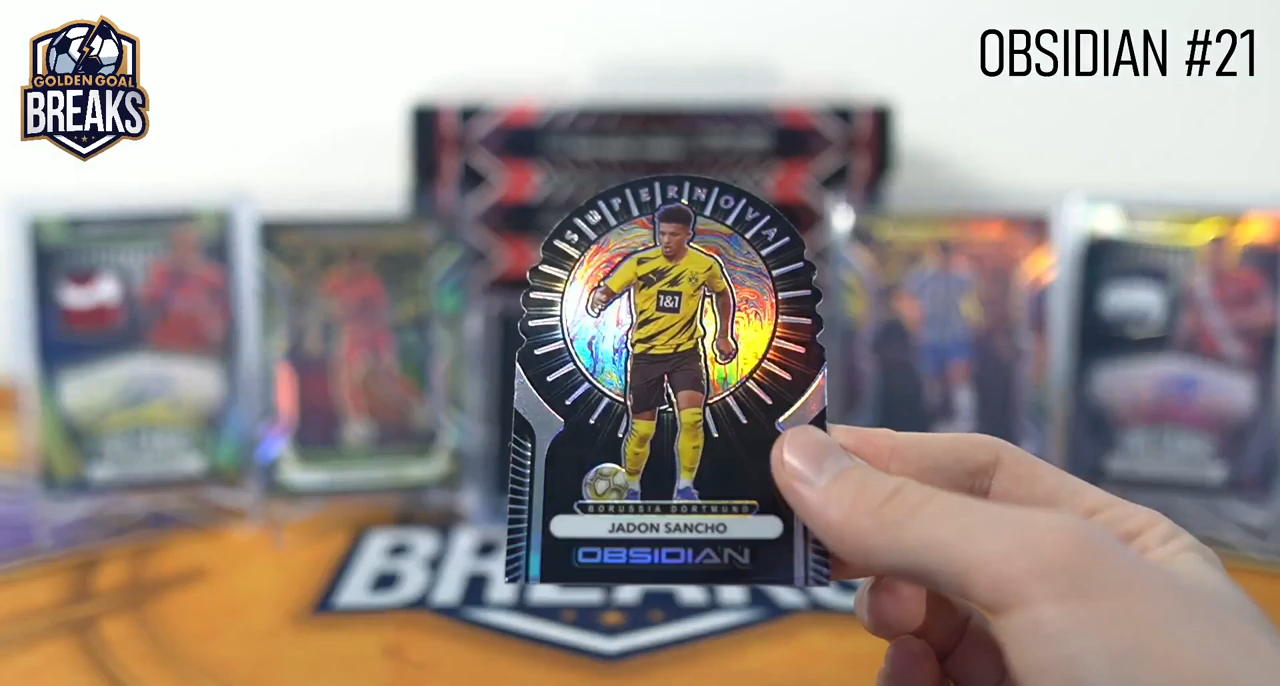 GOLDEN GOAL
BREAKS
OBSIDIAN #21
SUPERNOVA
1&1
BORUSSIA DORTMUND
JADON SANCHO
OBSIDIAN
BREAKS